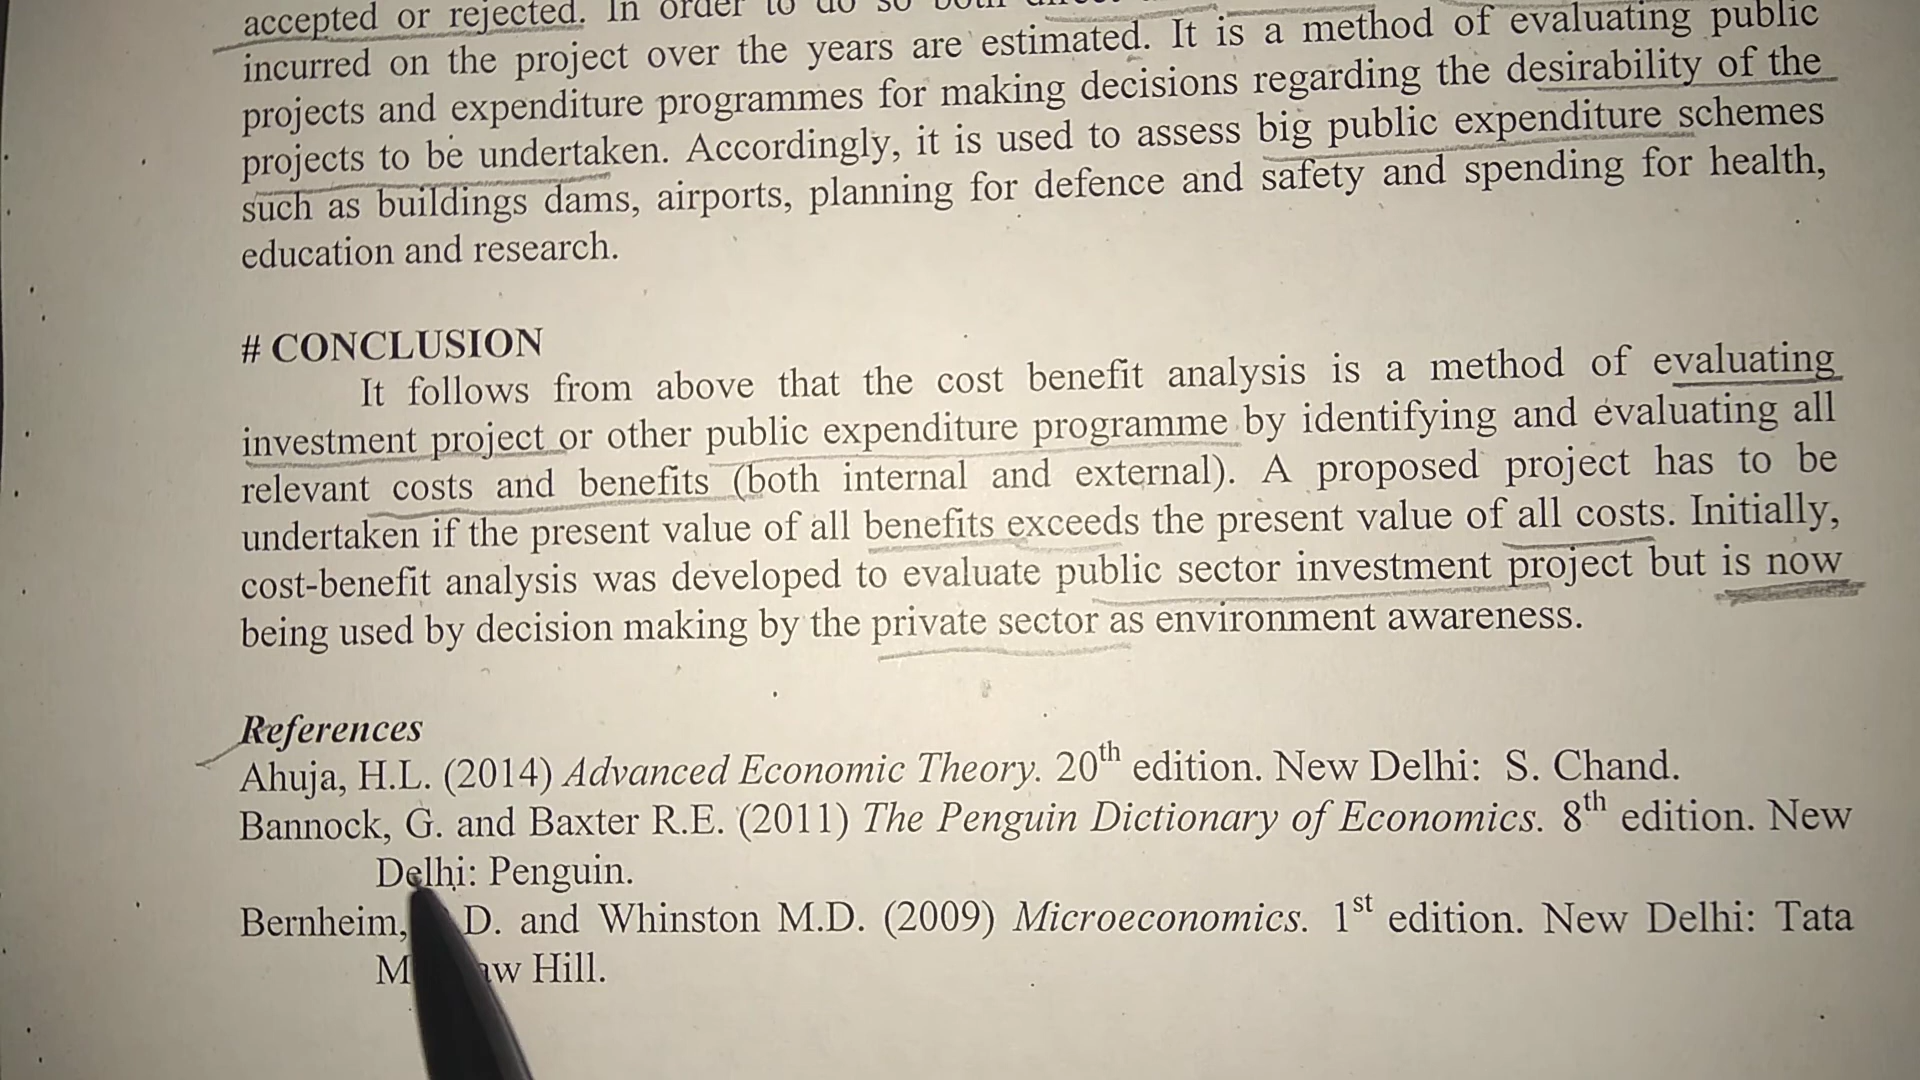 accepted or rejected. In order to do so both
incurred on the project over the years are estimated. It is a method of evaluating public
projects and expenditure programmes for making decisions regarding the desirability of the
projects to be undertaken. Accordingly, it is used to assess big public expenditure schemes
such as buildings dams, airports, planning for defence and safety and spending for health,
education and research.
# CONCLUSION
It follows from above that the cost benefit analysis is a method of evaluating
investment project or other public expenditure programme by identifying and evaluating all
relevant costs and benefits (both internal and external). A proposed project has to be
undertaken if the present value of all benefits exceeds the present value of all costs. Initially,
cost-benefit analysis was developed to evaluate public sector investment project but is now
being used by decision making by the private sector as environment awareness.
References
Ahuja, H.L. (2014) Advanced Economic Theory. 20th edition. New Delhi: S. Chand.
Bannock, G. and Baxter R.E. (2011) The Penguin Dictionary of Economics. 8th edition. New
Delhi: Penguin.
Bernheim, D. and Whinston M.D. (2009) Microeconomics. 1st edition. New Delhi: Tata
Hill.